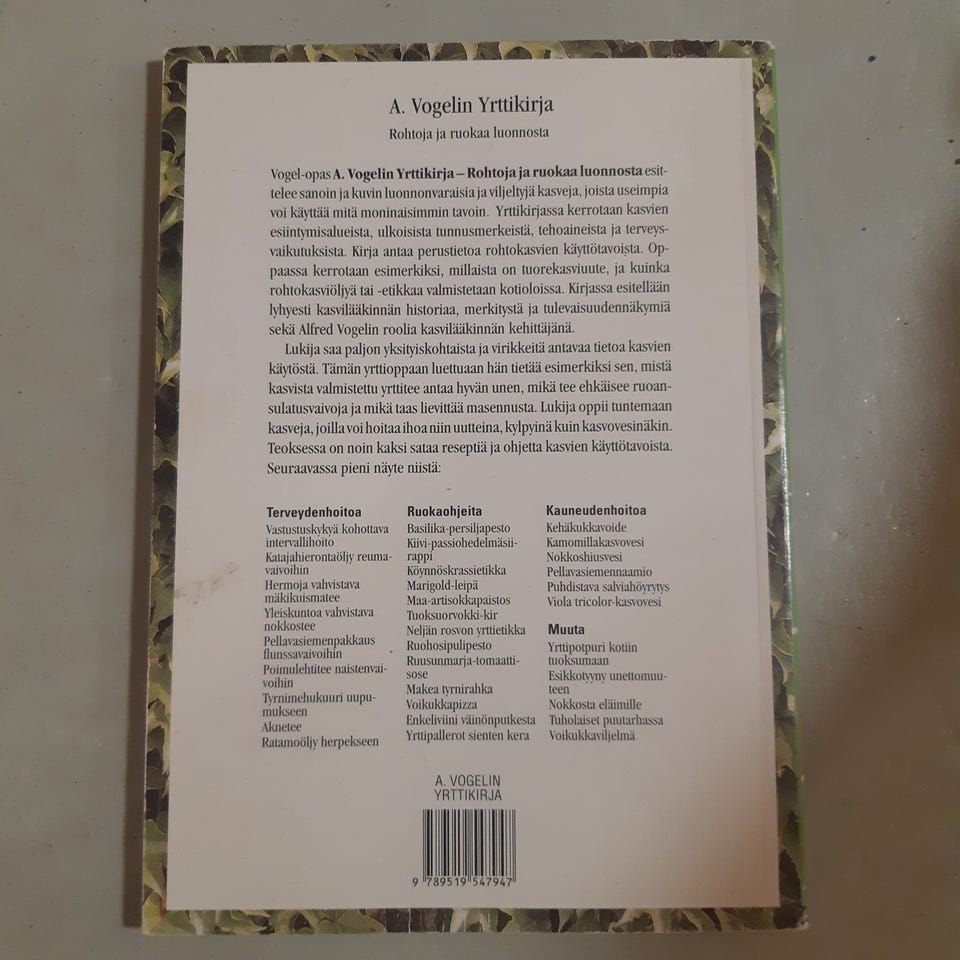 A. Vogelin Yrttikirja
Rohtoja ja ruokaa luonnosta
Vogel-opas A. Vogelin Yrttikirja – Rohtoja ja ruokaa luonnosta esit-
telee sanoin ja kuvin luonnonvaraisia ja viljeltyjä kasveja, joista useimpia
voi käyttää mitä moninaisimmin tavoin. Yrttikirjassa kerrotaan kasvien
esiintymisalueista, ulkoisista tunnusmerkeistä, tehoaineista ja terveys-
vaikutuksista. Kirja antaa perustietoa rohtokasvien käyttötavoista. Op-
paassa kerrotaan esimerkiksi, millaista on tuorekasviuute, ja kuinka
rohtokasviöljyä tai -etikkaa valmistetaan kotioloissa. Kirjassa esitellään
lyhyesti kasvilääkinnän historiaa, merkitystä ja tulevaisuudennäkymiä
sekä Alfred Vogelin roolia kasvilääkinnän kehittäjänä.
Lukija saa paljon yksityiskohtaista ja virikkeitä antavaa tietoa kasvien
käytöstä. Tämän yrttioppaan luettuaan hän tietää esimerkiksi sen, mistä
kasvista valmistettu yrttitee antaa hyvän unen, mikä tee ehkäisee ruoan-
sulatusvaivoja ja mikä taas lievittää masennusta. Lukija oppii tuntemaan
kasveja, joilla voi hoitaa ihoa niin uutteina, kylpyinä kuin kasvovesinäkin.
Teoksessa on noin kaksi sataa reseptiä ja ohjetta kasvien käyttötavoista.
Seuraavassa pieni näyte niistä:
Terveydenhoitoa
Vastustuskykyä kohottava
intervallihoito
Katajahierontaöljy reuma-
vaivoihin
Hermoja vahvistava
mäkikuismatee
Yleiskuntoa vahvistava
nokkostee
Pellavasiemenpakkaus
flunssavaivoihin
Poimulehtitee naistenvai-
voihin
Tyrnimehukuuri uupu-
mukseen
Aknetee
Ratamoöljy herpekseen
Ruokaohjeita
Basilika-persiljapesto
Kiivi-passiohedelmäsii-
rappi
Köynnöskrassietikka
Marigold-leipä
Maa-artisokkapaistos
Tuoksuorvokki-kir
Neljän rosvon yrttietikka
Ruohosipulipesto
Ruusunmarja-tomaatti-
sose
Makea tyrnirahka
Voikukkapizza
Enkeliviini väinönputkesta
Yrttipallerot sienten kera
Kauneudenhoitoa
Kehäkukkavoide
Kamomillakasvovesi
Nokkoshiusvesi
Pellavasiemennaamio
Puhdistava salviahöyrytys
Viola tricolor-kasvovesi
Muuta
Yrttipotpuri kotiin
tuoksumaan
Esikkotyyny unettomuu-
teen
Nokkosta eläimille
Tuholaiset puutarhassa
Voikukkaviljelmä
A. VOGELIN
YRTTIKIRJA
9 789519 547947